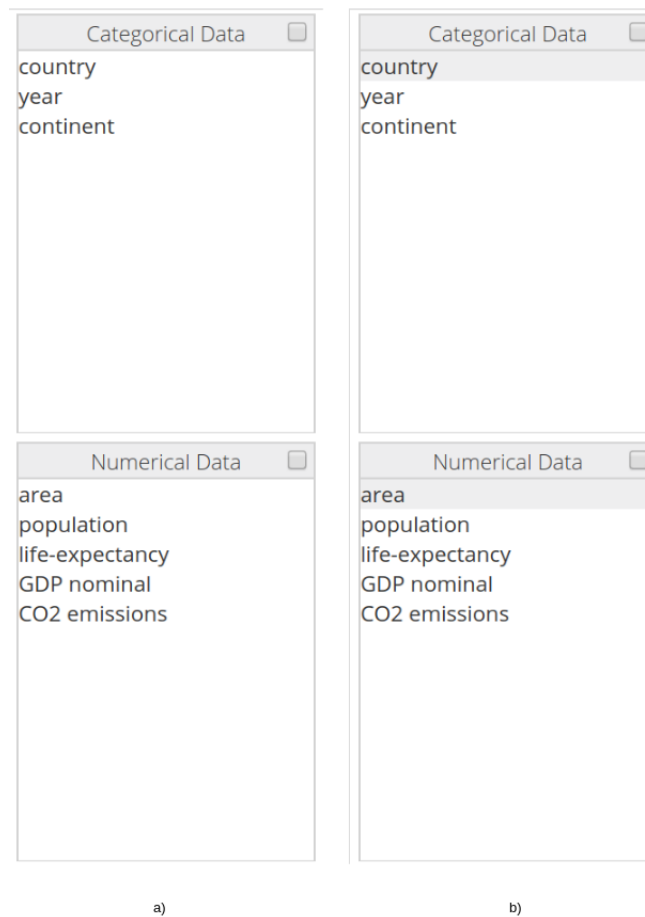 Categorical Data
country
year
continent
Numerical Data
area
population
life-expectancy
GDP nominal
CO2 emissions
a)
Categorical Data
country
year
continent
Numerical Data
area
population
life-expectancy
GDP nominal
CO2 emissions
b)